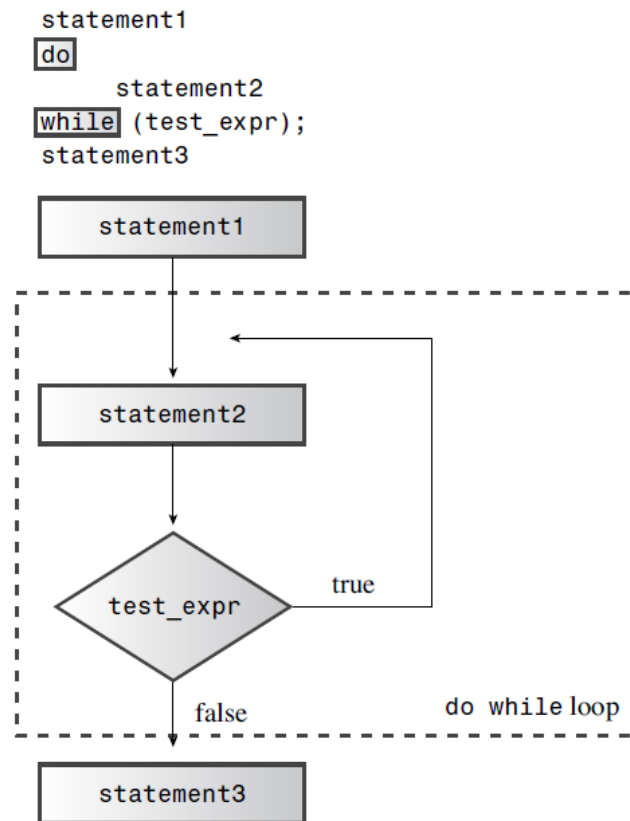 statement1
do
statement2
while (test_expr);
statement3
statement1
statement2
test_expr
true
false
do while loop
statement3